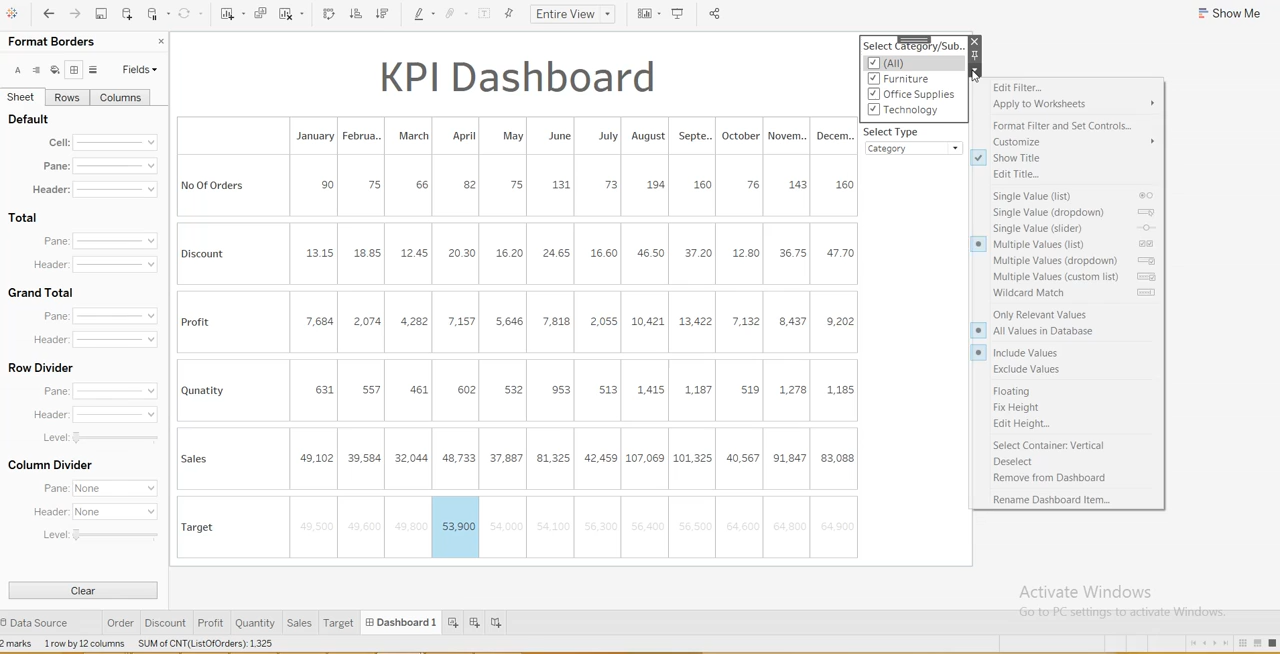 Entire View
Show Me
Format Borders
Fields
Sheet Rows Columns
Default
Cell:
Pane:
Header:
Total
Pane:
Header:
Grand Total
Pane:
Header:
Row Divider
Pane:
Header:
Level:
Column Divider
Pane: None
Header: None
Level:
Clear
KPI Dashboard
January Februa.. March April May June July August Septe.. October Novem.. Decem..
No Of Orders 90 75 66 82 75 131 73 194 160 76 143 160
Discount 13.15 18.85 12.45 20.30 16.20 24.65 16.60 46.50 37.20 12.80 36.75 47.70
Profit 7,684 2,074 4,282 7,157 5,646 7,818 2,055 10,421 13,422 7,132 8,437 9,202
Qunatity 631 557 461 602 532 953 513 1,415 1,187 519 1,278 1,185
Sales 49,102 39,584 32,044 48,733 37,887 81,325 42,459 107,069 101,325 40,567 91,847 83,088
Target 49,500 49,600 49,800 53,900 54,000 54,100 56,300 56,400 56,500 64,600 64,800 64,900
Select Category/Sub..
(All)
Furniture
Office Supplies
Technology
Select Type
Category
Edit Filter...
Apply to Worksheets
Format Filter and Set Controls...
Customize
Show Title
Edit Title...
Single Value (list)
Single Value (dropdown)
Single Value (slider)
Multiple Values (list)
Multiple Values (dropdown)
Multiple Values (custom list)
Wildcard Match
Only Relevant Values
All Values in Database
Include Values
Exclude Values
Floating
Fix Height
Edit Height...
Select Container: Vertical
Deselect
Remove from Dashboard
Rename Dashboard Item...
Activate Windows
Go to PC settings to activate Windows.
Data Source Order Discount Profit Quantity Sales Target Dashboard 1
2 marks 1 row by 12 columns SUM of CNT(ListOfOrders): 1,325